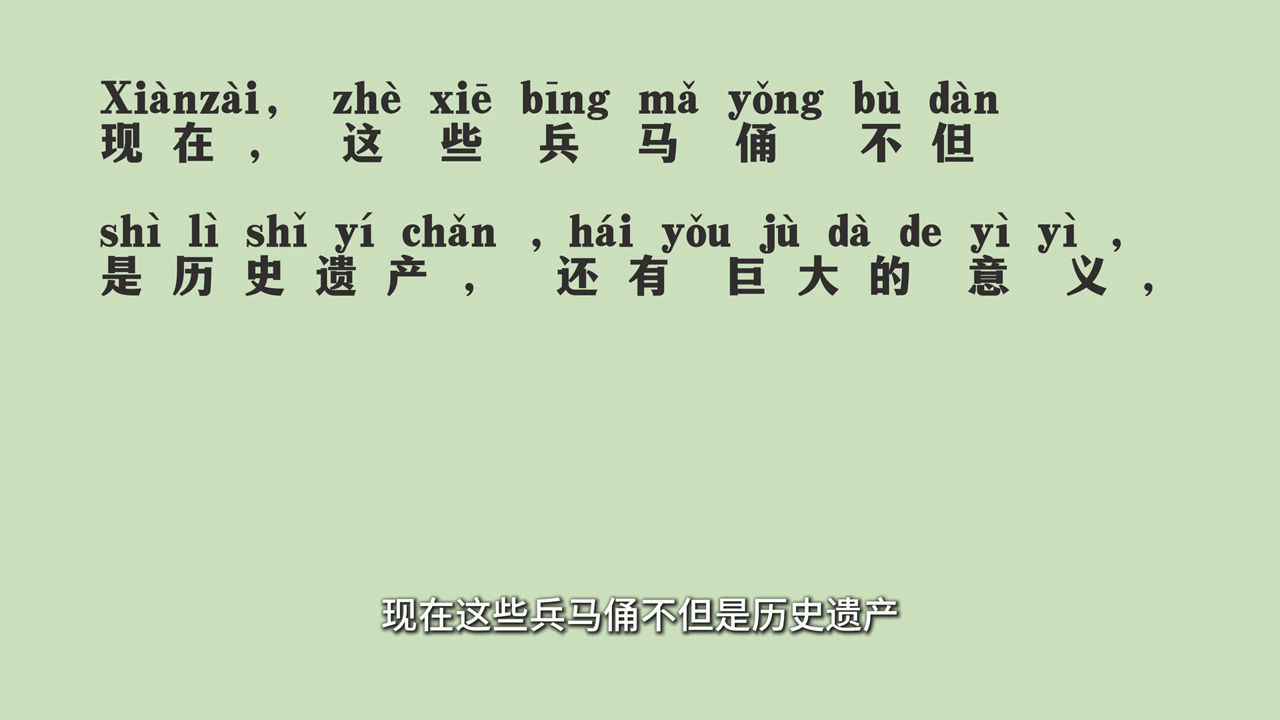 Xiànzài, zhè xiē bīng mǎ yǒng bù dàn
现在, 这些兵马俑不但
shì lì shǐ yí chǎn , hái yǒu jù dà de yì yì ,
是历史遗产, 还有巨大的意义,
现在这些兵马俑不但是历史遗产